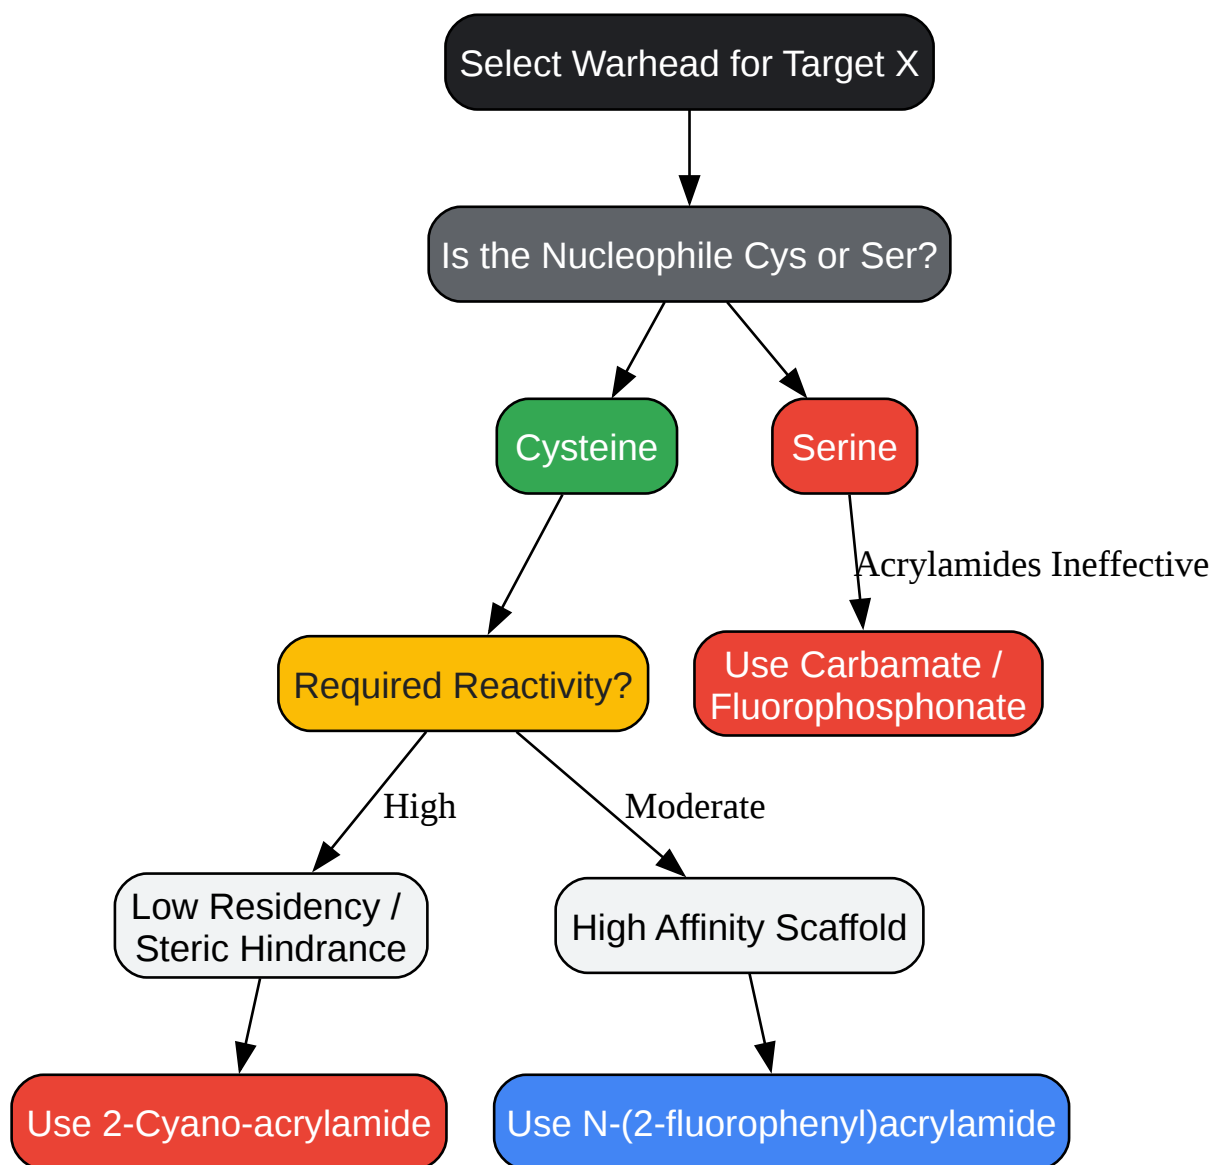 Select Warhead for Target X
Is the Nucleophile Cys or Ser?
Cysteine
Serine
Acrylamides Ineffective
Required Reactivity?
Use Carbamate /
Fluorophosphonate
High
Moderate
Low Residency /
Steric Hindrance
High Affinity Scaffold
Use 2-Cyano-acrylamide
Use N-(2-fluorophenyl)acrylamide